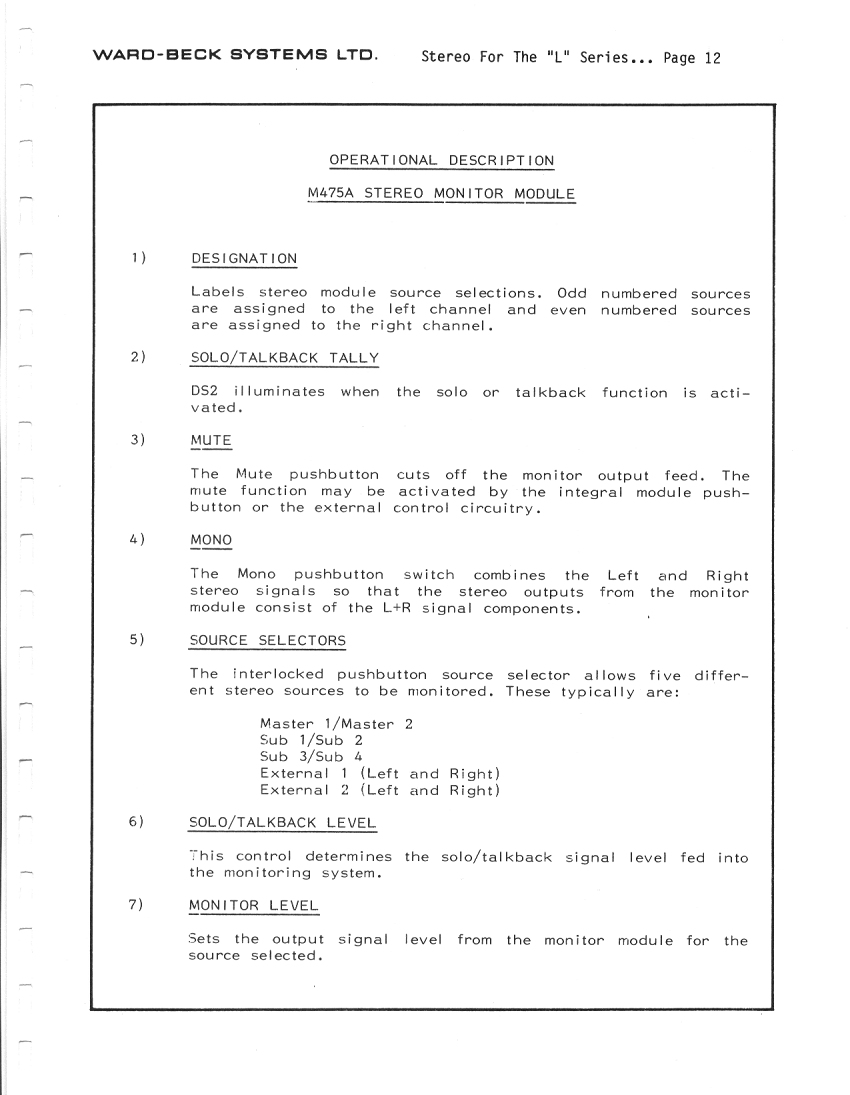 WARD-BECK SYSTEMS LTD. Stereo For The "L" Series... Page 12
OPERATIONAL DESCRIPTION
M475A STEREO MONITOR MODULE
1) DESIGNATION
Labels stereo module source selections. Odd numbered sources
are assigned to the left channel and even numbered sources
are assigned to the right channel.
2) SOLO/TALKBACK TALLY
DS2 illuminates when the solo or talkback function is acti-
vated.
3) MUTE
The Mute pushbutton cuts off the monitor output feed. The
mute function may be activated by the integral module push-
button or the external control circuitry.
4) MONO
The Mono pushbutton switch combines the Left and Right
stereo signals so that the stereo outputs from the monitor
module consist of the L+R signal components.
5) SOURCE SELECTORS
The interlocked pushbutton source selector allows five differ-
ent stereo sources to be monitored. These typically are:
Master 1/Master 2
Sub 1/Sub 2
Sub 3/Sub 4
External 1 (Left and Right)
External 2 (Left and Right)
6) SOLO/TALKBACK LEVEL
This control determines the solo/talkback signal level fed into
the monitoring system.
7) MONITOR LEVEL
Sets the output signal level from the monitor module for the
source selected.